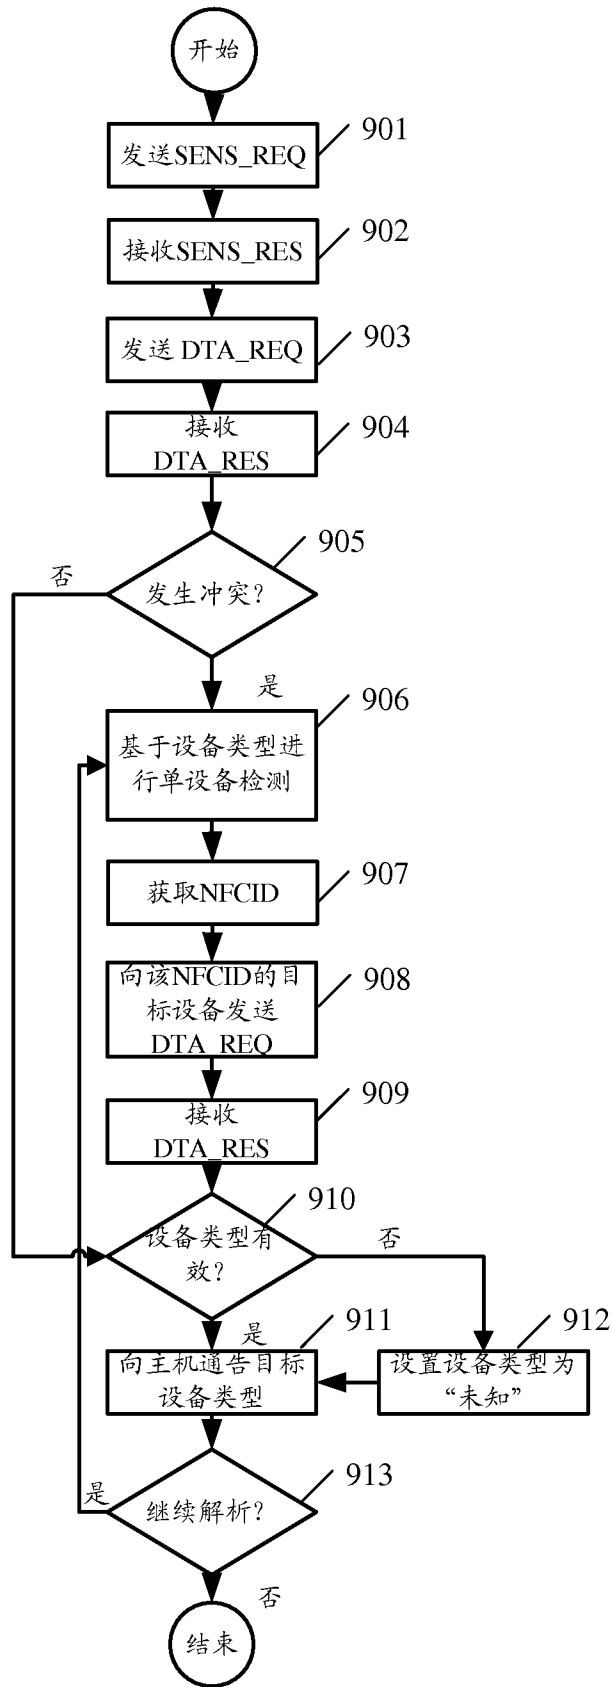 开始
901
发送SENS_REQ
902
接收SENS_RES
903
发送 DTA_REQ
904
接收
DTA_RES
905
发生冲突？
否
是
906
基于设备类型进
行单设备检测
907
获取NFCID
908
向该NFCID的目
标设备发送
DTA_REQ
909
接收
DTA_RES
910
设备类型有
效？
否
是
911
向主机通告目标
设备类型
912
设置设备类型为
“未知”
913
继续解析？
是
否
结束